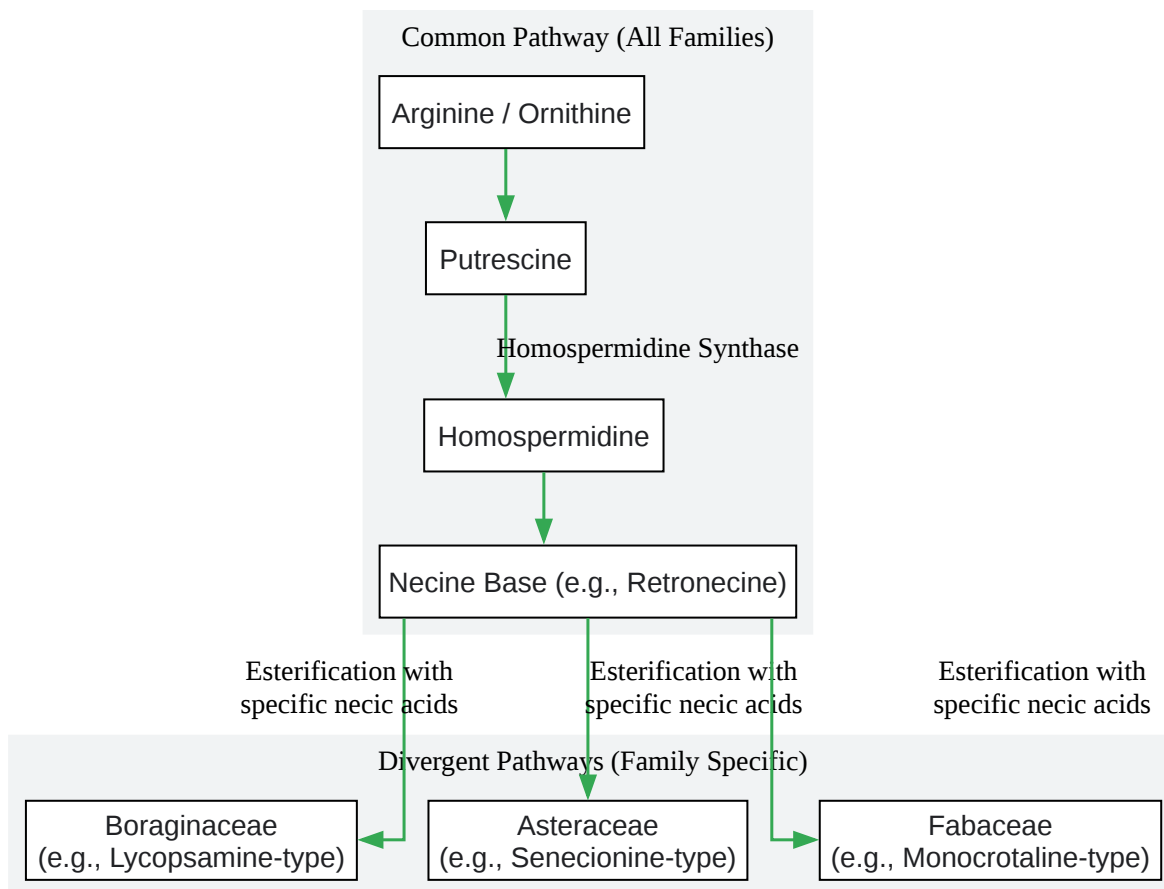 Common Pathway (All Families)
Arginine / Ornithine
Putrescine
Homospermidine Synthase
Homospermidine
Necine Base (e.g., Retronecine)
Esterification with
specific necic acids
Esterification with
specific necic acids
Esterification with
specific necic acids
Divergent Pathways (Family Specific)
Boraginaceae
(e.g., Lycopsamine-type)
Asteraceae
(e.g., Senecionine-type)
Fabaceae
(e.g., Monocrotaline-type)